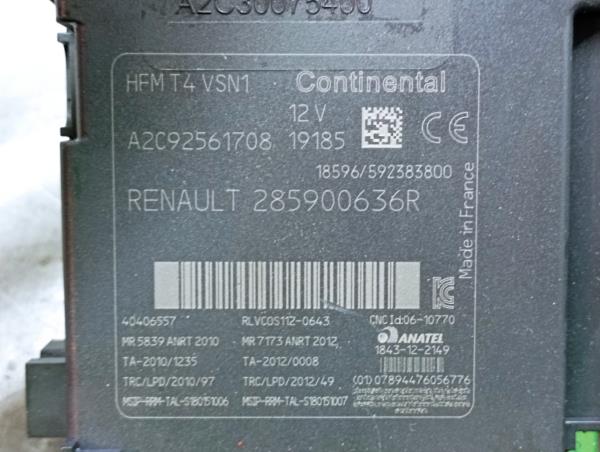 A2C30075400
HFM T4 VSN1 Continental
12 V
A2C92561708 19185 CE
18596/592383800
RENAULT 285900636R
Made in France
40406557 RLVCOS112-0643 CNC Id:06-10770
MR 5839 ANRT 2010 MR 7173 ANRT 2012 ANATEL
TA-2010/1235 TA-2012/0008 1843-12-2149
TRC/LPD/2010/97 TRC/LPD/2012/49 (01)07894476056776
MSIP-RRM-TAL-S180151006 MSIP-RRM-TAL-S180151007